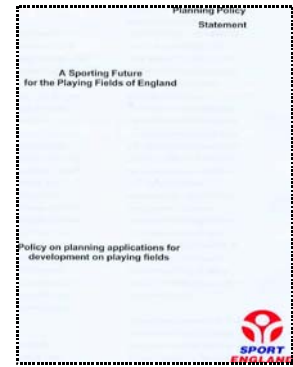 Planning Policy
Statement
A Sporting Future
for the Playing Fields of England
Policy on planning applications for
development on playing fields
SPORT
ENGLAND